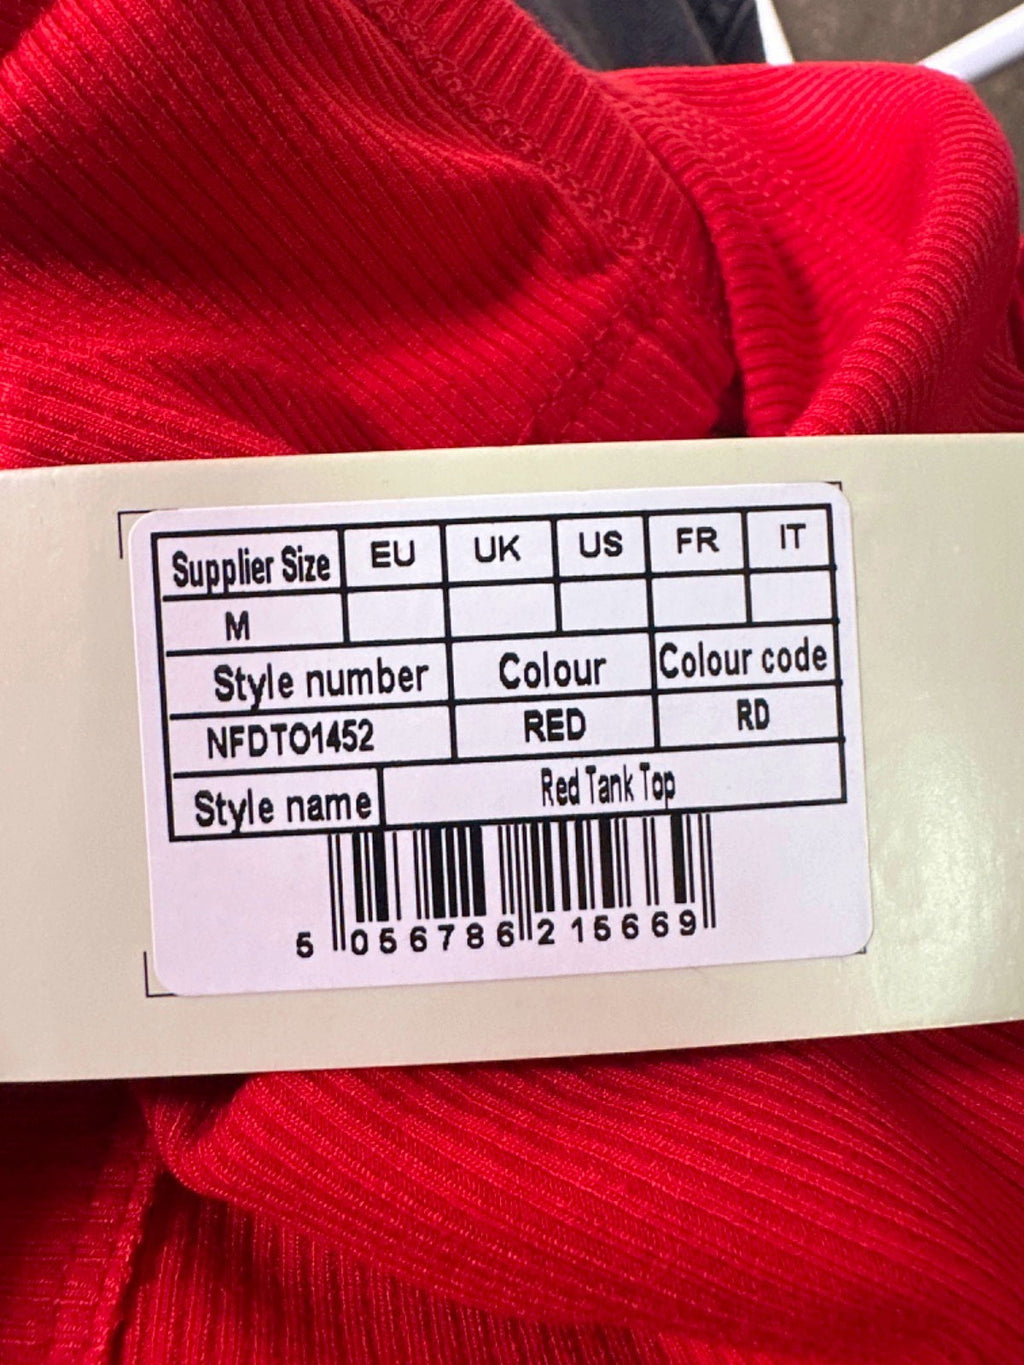 Supplier Size EU UK US FR IT
M
Style number Colour Colour code
NFDTO1452 RED RD
Style name Red Tank Top
5 056786 215669